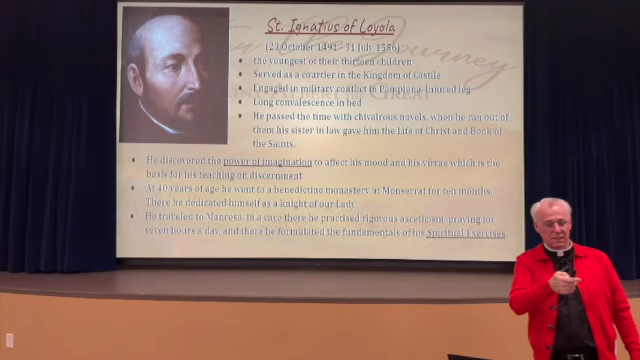 St. Ignatius of Loyola
(23 October 1491 - 31 July 1556)
• the youngest of their thirteen children
• Served as a courtier in the Kingdom of Castile
• Engaged in military conflict in Pamplona. Injured leg
• Long convalescence in bed
• He passed the time with chivalrous novels, when he ran out of
them his sister in law gave him the Life of Christ and Book of
the Saints.
• He discovered the power of imagination to affect his mood and his virtue which is the
basis for his teaching on discernment
• At 40 years of age he went to a benedictine monastery at Monserrat for ten months.
There he dedicated himself as a knight of our Lady
• He traveled to Manresa, in a cave there he practised rigorous asceticism, praying for
seven hours a day, and there he formulated the fundamentals of his Spiritual Exercises.
Journey
Albert the Great